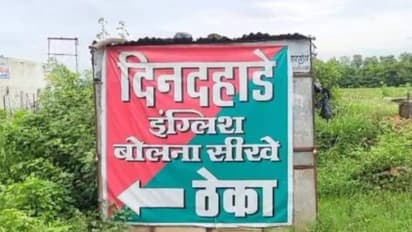 दिनदहाडे
इंग्लिश
बोलना सीखे
ठेका